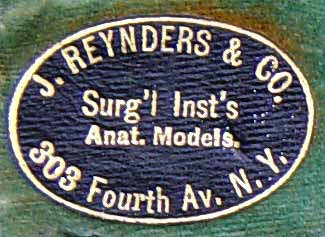 J. REYNDERS & CO.
Surg'l Inst's
Anat. Models.
303 Fourth Av. N. Y.